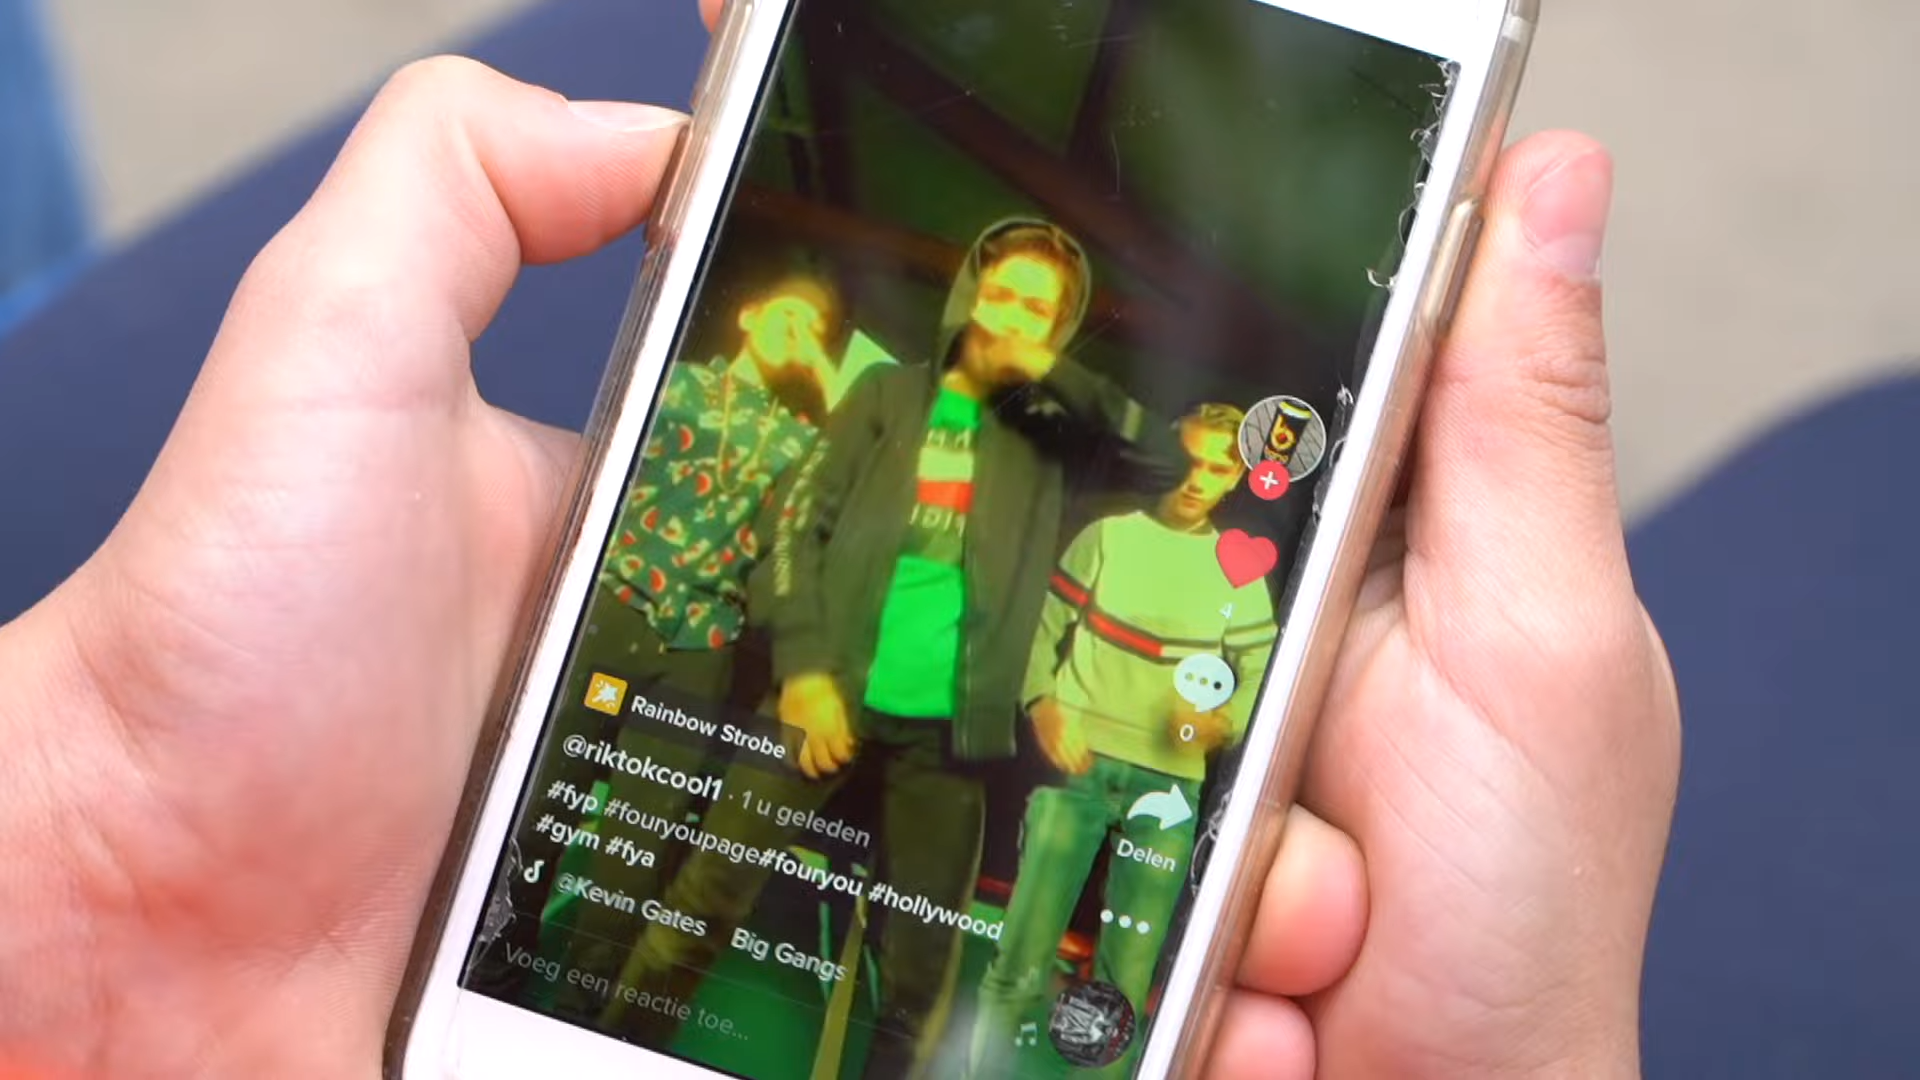 4
0
Rainbow Strobe
@riktokcool1 · 1 u geleden
#fyp #fouryoupage#fouryou #hollywood
#gym #fya
@Kevin Gates Big Gangs
Delen
Voeg een reactie toe...